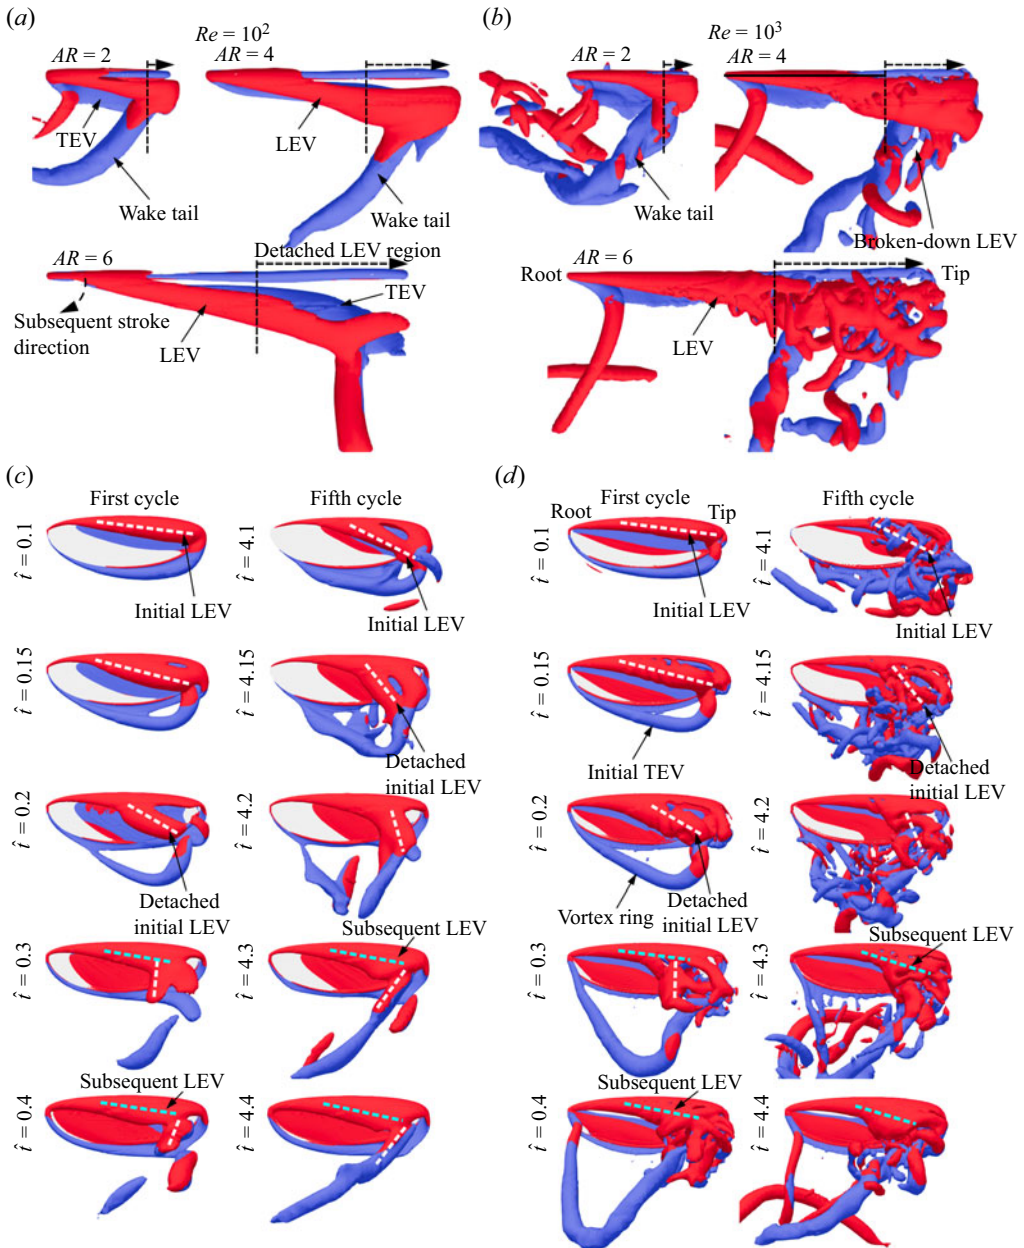 (a)
Re = 10²
AR = 2
AR = 4
TEV
LEV
Wake tail
Wake tail
AR = 6
Detached LEV region
TEV
Subsequent stroke
direction
LEV
(b)
Re = 10³
AR = 2
AR = 4
Wake tail
Broken-down LEV
Root
AR = 6
Tip
LEV
(c)
First cycle
Fifth cycle
t̂ = 0.1
t̂ = 4.1
Initial LEV
Initial LEV
t̂ = 0.15
t̂ = 4.15
Detached
initial LEV
t̂ = 0.2
t̂ = 4.2
Detached
initial LEV
Subsequent LEV
t̂ = 0.3
t̂ = 4.3
Subsequent LEV
t̂ = 0.4
t̂ = 4.4
(d)
First cycle
Fifth cycle
Root
Tip
t̂ = 0.1
t̂ = 4.1
Initial LEV
Initial LEV
t̂ = 0.15
t̂ = 4.15
Initial TEV
Detached
initial LEV
t̂ = 0.2
t̂ = 4.2
Vortex ring
Detached
initial LEV
Subsequent LEV
t̂ = 0.3
t̂ = 4.3
Subsequent LEV
t̂ = 0.4
t̂ = 4.4